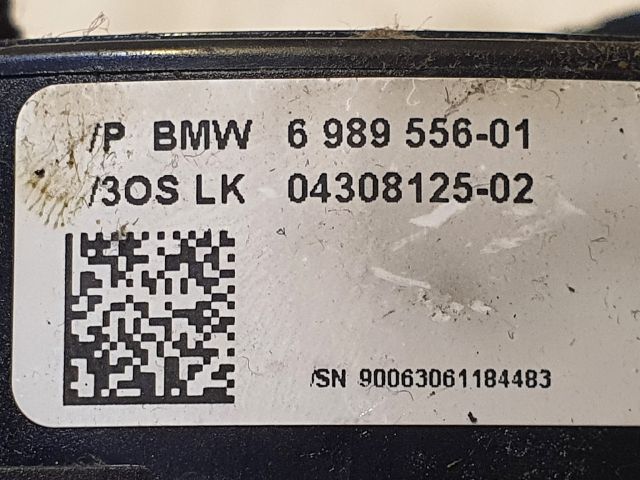 /P BMW 6 989 556-01
/3OS LK 04308125-02
/SN 90063061184483